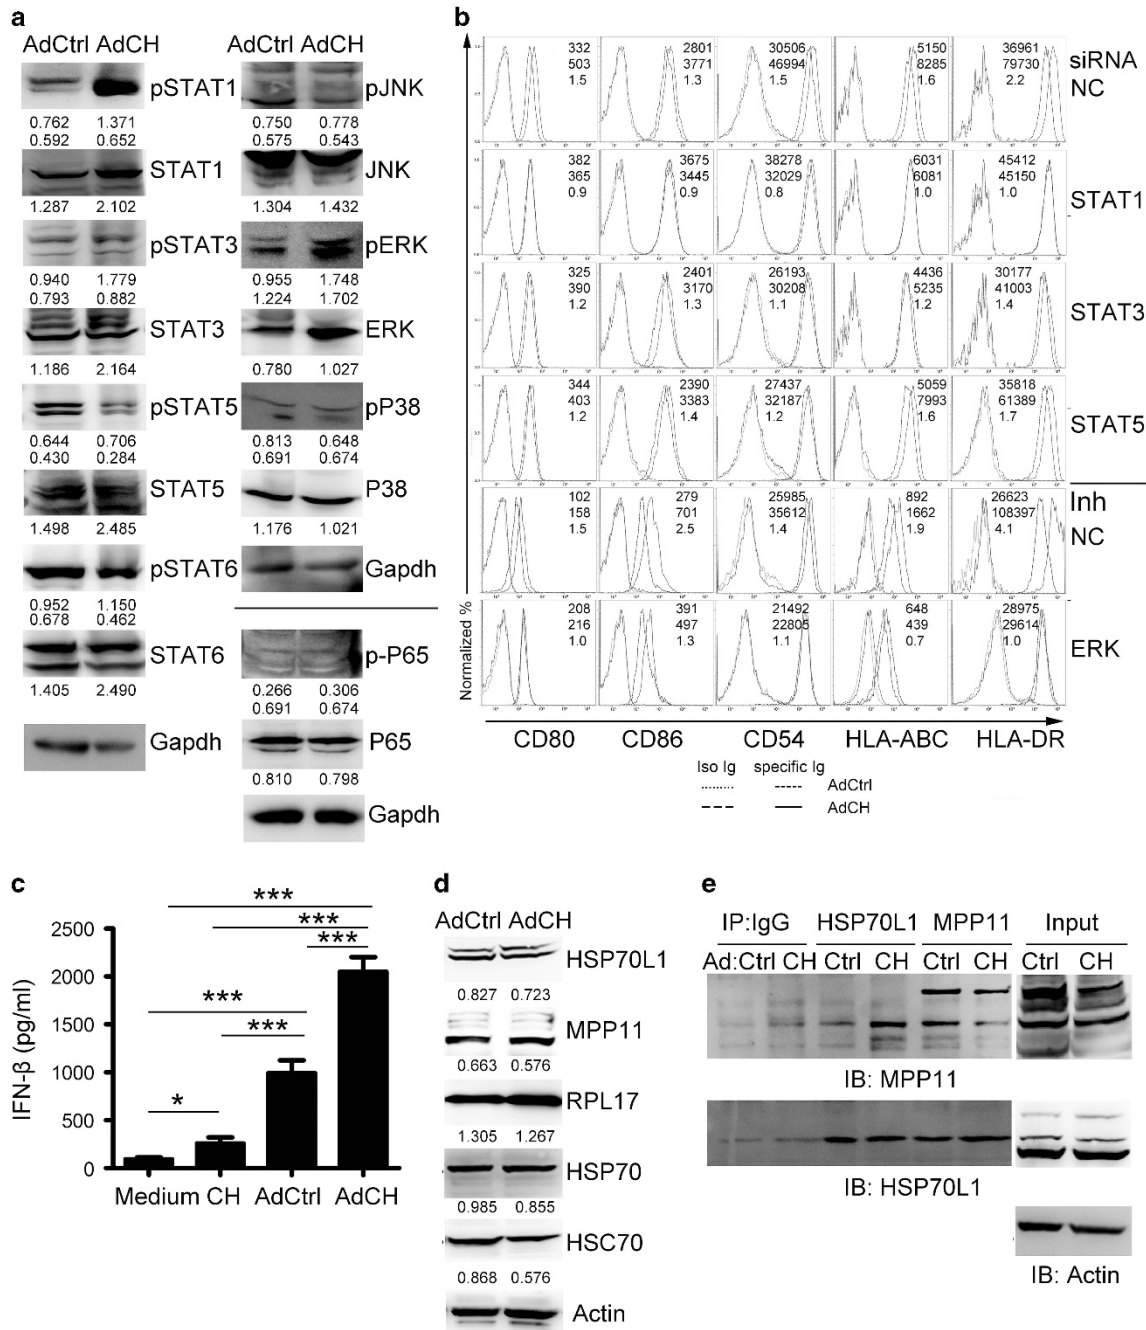 a
AdCtrl AdCH
pSTAT1
0.762 1.371
0.592 0.652
STAT1
1.287 2.102
pSTAT3
0.940 1.779
0.793 0.882
STAT3
1.186 2.164
pSTAT5
0.644 0.706
0.430 0.284
STAT5
1.498 2.485
pSTAT6
0.952 1.150
0.678 0.462
STAT6
1.405 2.490
Gapdh
AdCtrl AdCH
pJNK
0.750 0.778
0.575 0.543
JNK
1.304 1.432
pERK
0.955 1.748
1.224 1.702
ERK
0.780 1.027
pP38
0.813 0.648
0.691 0.674
P38
1.176 1.021
Gapdh
p-P65
0.266 0.306
0.691 0.674
P65
0.810 0.798
Gapdh
b
332 2801 30506 5150 36961
503 3771 46994 8285 79730
1.5 1.3 1.5 1.6 2.2
siRNA
NC
382 3675 38278 6031 45412
365 3445 32029 6081 45150
0.9 0.9 0.8 1.0 1.0
STAT1
325 2401 26193 4436 30177
390 3170 30208 5235 41003
1.2 1.3 1.1 1.2 1.4
STAT3
344 2390 27437 5059 35818
403 3383 32187 7993 61389
1.2 1.4 1.2 1.6 1.7
STAT5
102 279 25985 892 26623
158 701 35612 1662 108397
1.5 2.5 1.4 1.9 4.1
Inh
NC
208 391 21492 648 28975
216 497 22805 439 29614
1.0 1.3 1.1 0.7 1.0
ERK
Normalized %
CD80 CD86 CD54 HLA-ABC HLA-DR
Iso Ig specific Ig
AdCtrl
AdCH
c
IFN-β (pg/ml)
2500
2000
1500
1000
500
0
***
***
***
***
***
*
Medium CH AdCtrl AdCH
d
AdCtrl AdCH
HSP70L1
0.827 0.723
MPP11
0.663 0.576
RPL17
1.305 1.267
HSP70
0.985 0.855
HSC70
0.868 0.576
Actin
e
IP:IgG HSP70L1 MPP11 Input
Ad:Ctrl CH Ctrl CH Ctrl CH Ctrl CH
IB: MPP11
IB: HSP70L1
IB: Actin